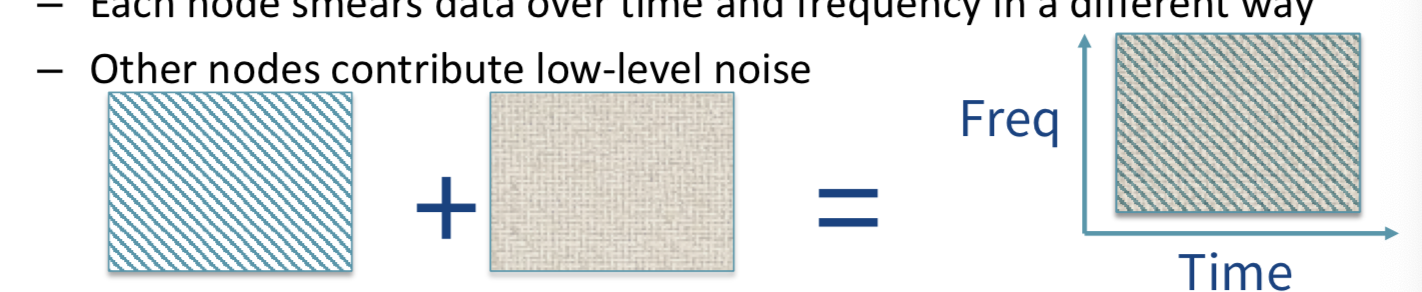 – Each node smears data over time and frequency in a different way
– Other nodes contribute low-level noise
Freq
+
=
Time